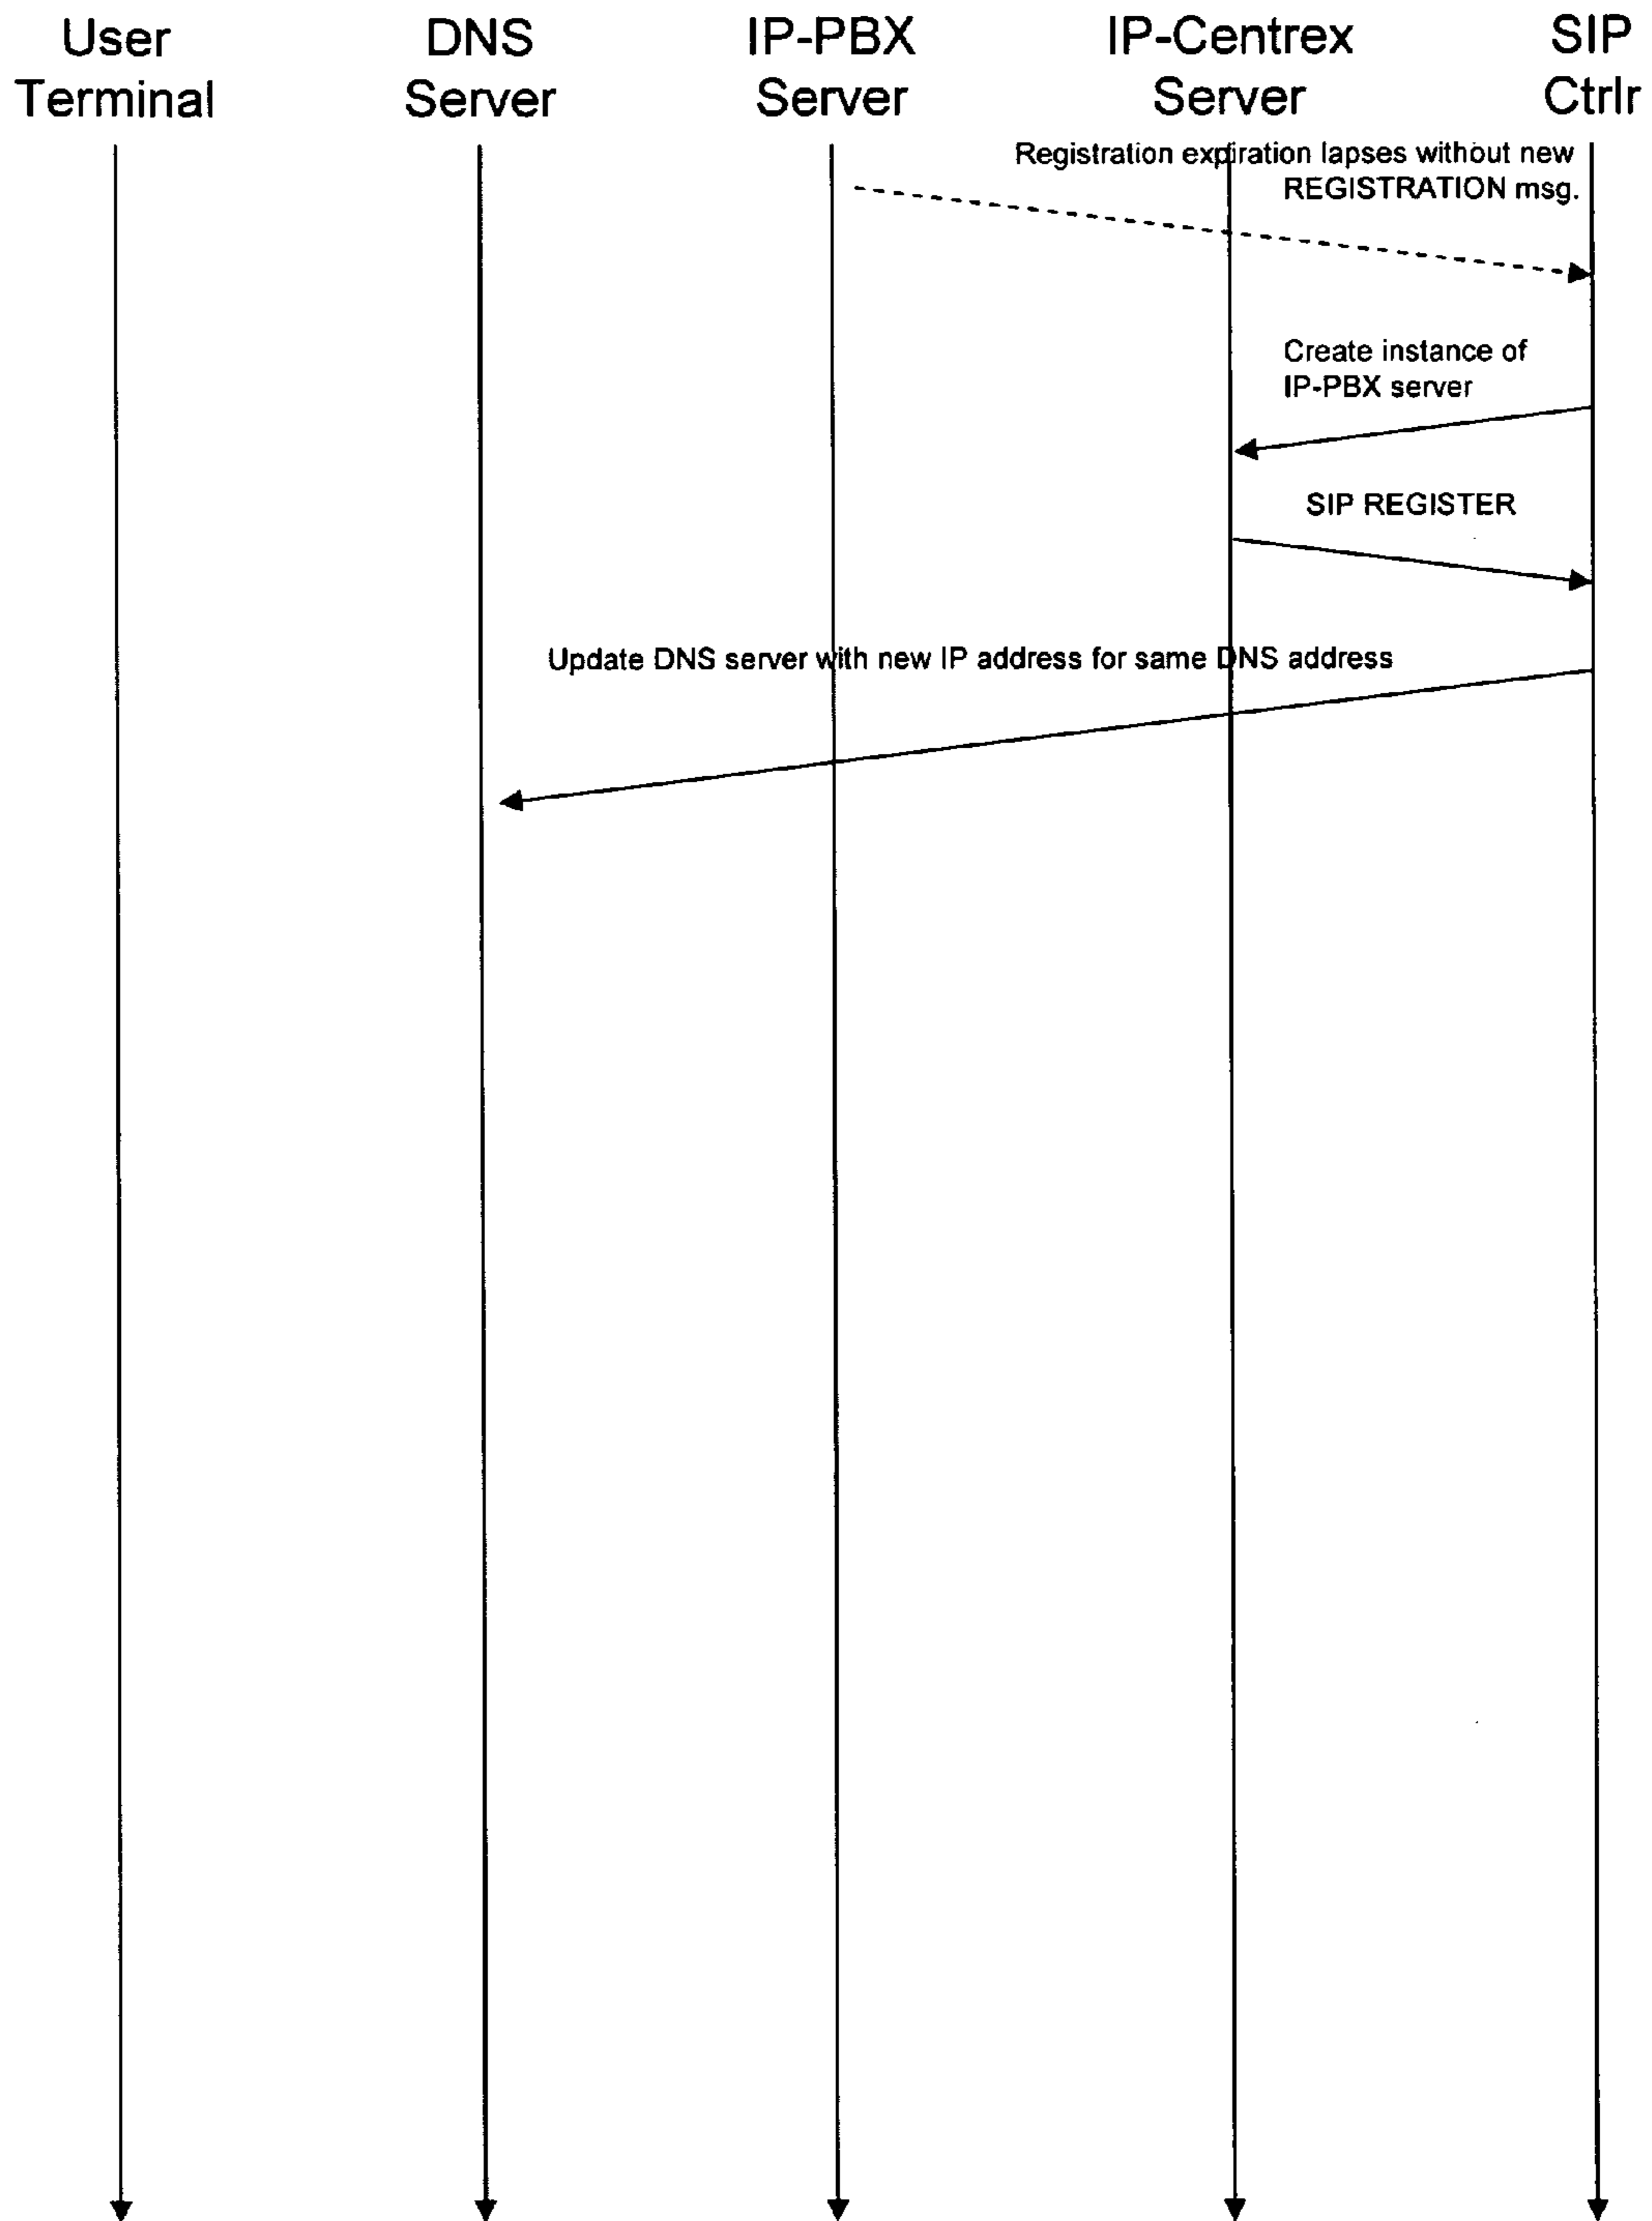 User
Terminal
DNS
Server
IP-PBX
Server
IP-Centrex
Server
SIP
Ctrlr
Registration expiration lapses without new
REGISTRATION msg.
Create instance of
IP-PBX server
SIP REGISTER
Update DNS server with new IP address for same DNS address